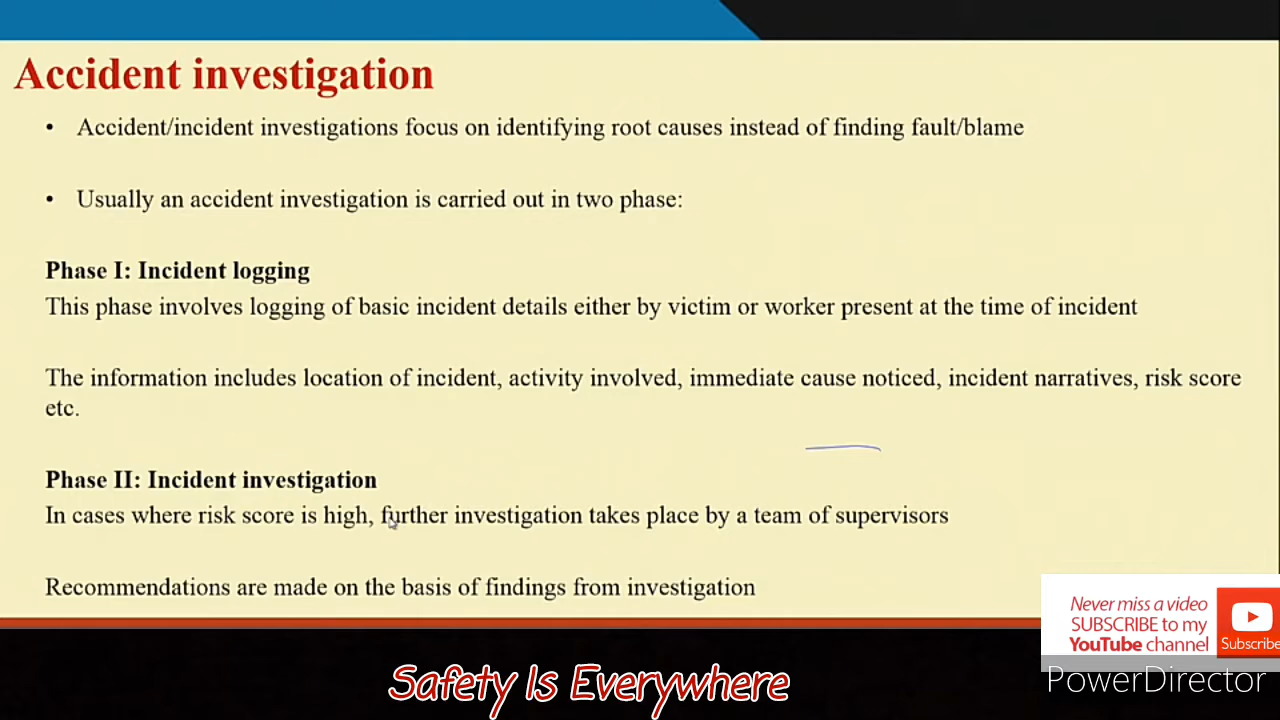 Accident investigation
• Accident/incident investigations focus on identifying root causes instead of finding fault/blame
• Usually an accident investigation is carried out in two phase:
Phase I: Incident logging
This phase involves logging of basic incident details either by victim or worker present at the time of incident
The information includes location of incident, activity involved, immediate cause noticed, incident narratives, risk score
etc.
Phase II: Incident investigation
In cases where risk score is high, further investigation takes place by a team of supervisors
Recommendations are made on the basis of findings from investigation
Never miss a video
SUBSCRIBE to my
YouTube channel
Subscribe
PowerDirector
Safety Is Everywhere